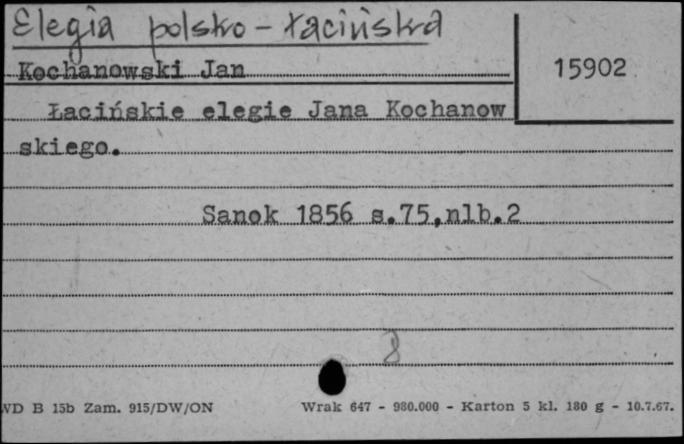 Elegia polsko-łacińska
Kochanowski Jan
15902
Łacińskie elegie Jana Kochanow
skiego.
Sanok 1856 s.75,nlb.2
8
WD B 15b Zam. 915/DW/ON Wrak 647 - 980.000 - Karton 5 kl. 180 g - 10.7.67.